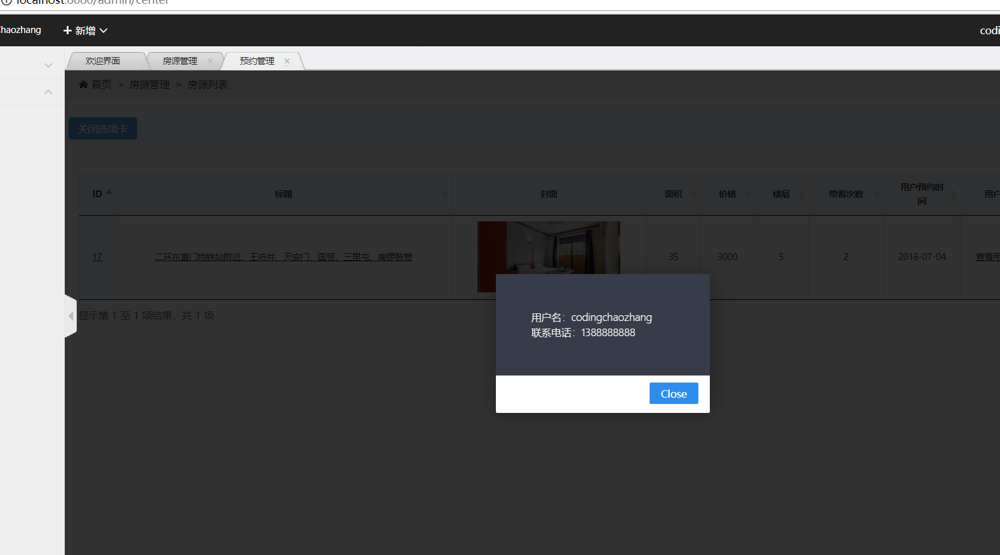 localhost:8080/admin/center
Chaozhang
新增
codi
欢迎界面
房源管理
预约管理
首页 > 房源管理 > 房源列表
关闭选项卡
ID 标题 封面 面积 价格 楼层 带看次数 用户预约时间 用户
17 二环东直门地铁站附近、王府井、天安门、国贸、三里屯、南锣鼓巷 35 3000 5 2 2018-07-04 查看用
显示第 1 至 1 项结果，共 1 项
用户名：codingchaozhang
联系电话：1388888888
Close